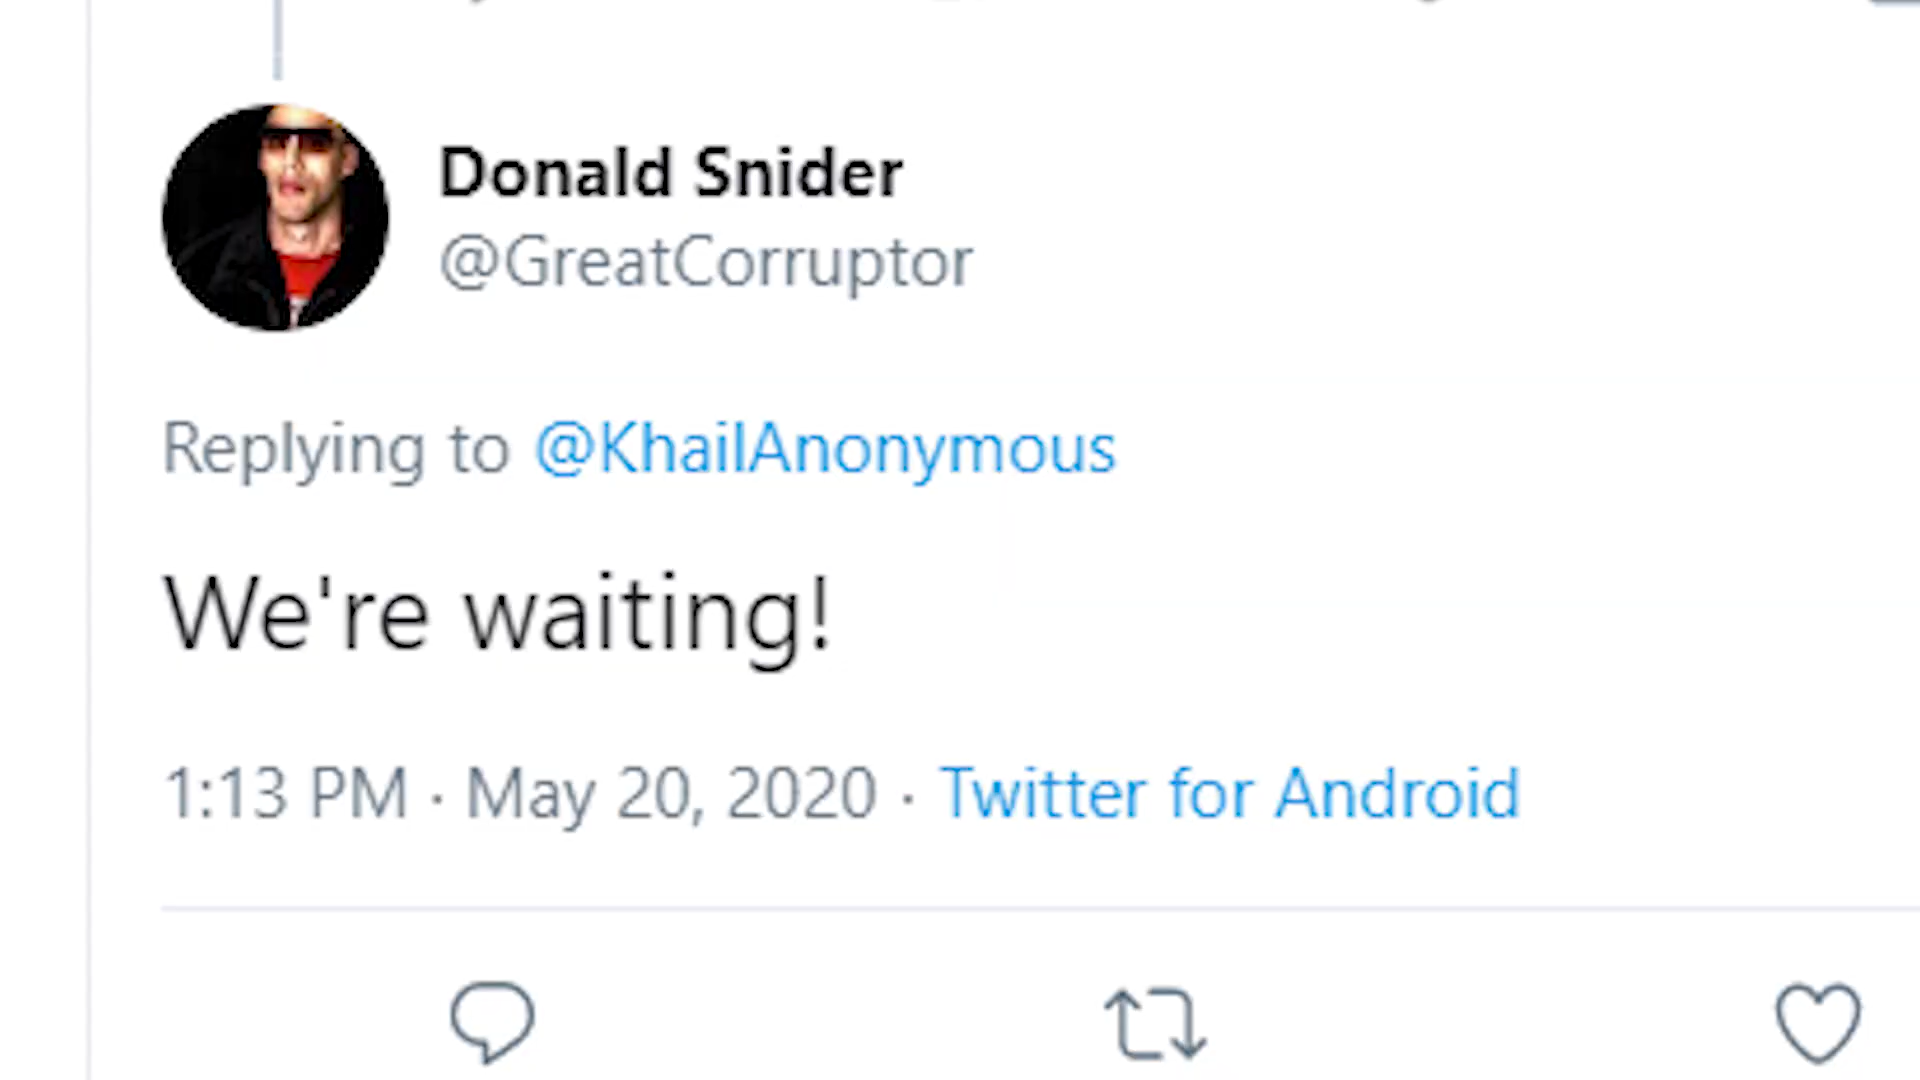 Donald Snider
@GreatCorruptor
Replying to @KhailAnonymous
We're waiting!
1:13 PM · May 20, 2020 · Twitter for Android